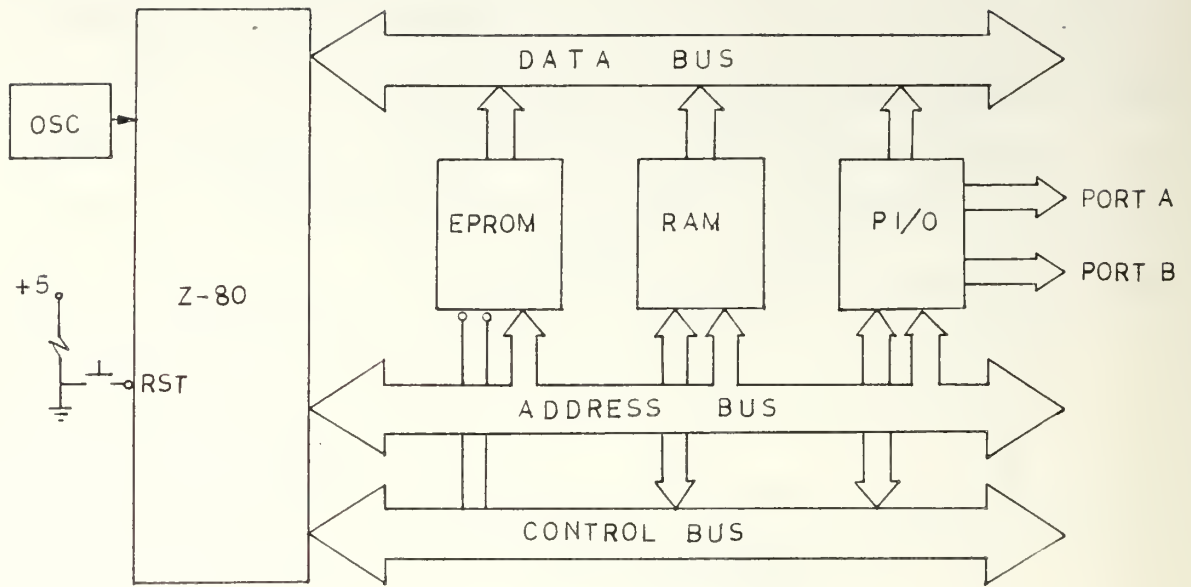 DATA BUS
OSC
EPROM
RAM
PI/O
PORT A
PORT B
+5
Z-80
RST
ADDRESS BUS
CONTROL BUS